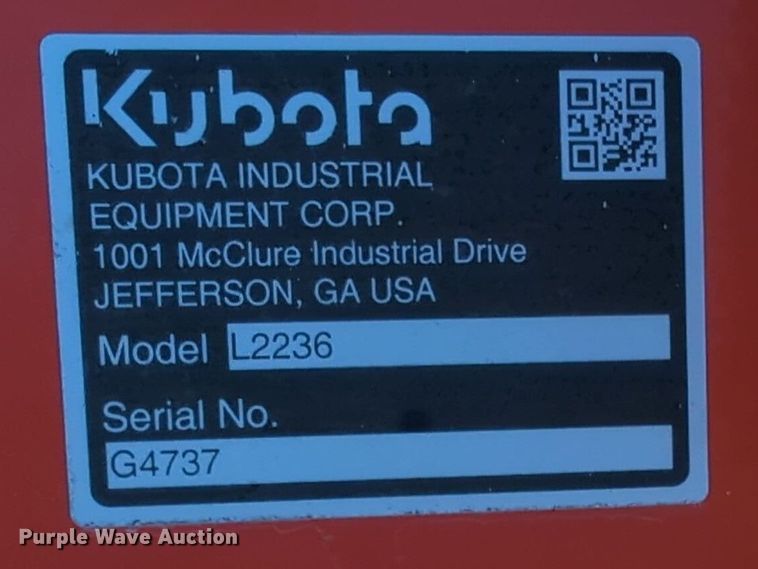 Kubota
KUBOTA INDUSTRIAL
EQUIPMENT CORP.
1001 McClure Industrial Drive
JEFFERSON, GA USA
Model L2236
Serial No.
G4737
Purple Wave Auction